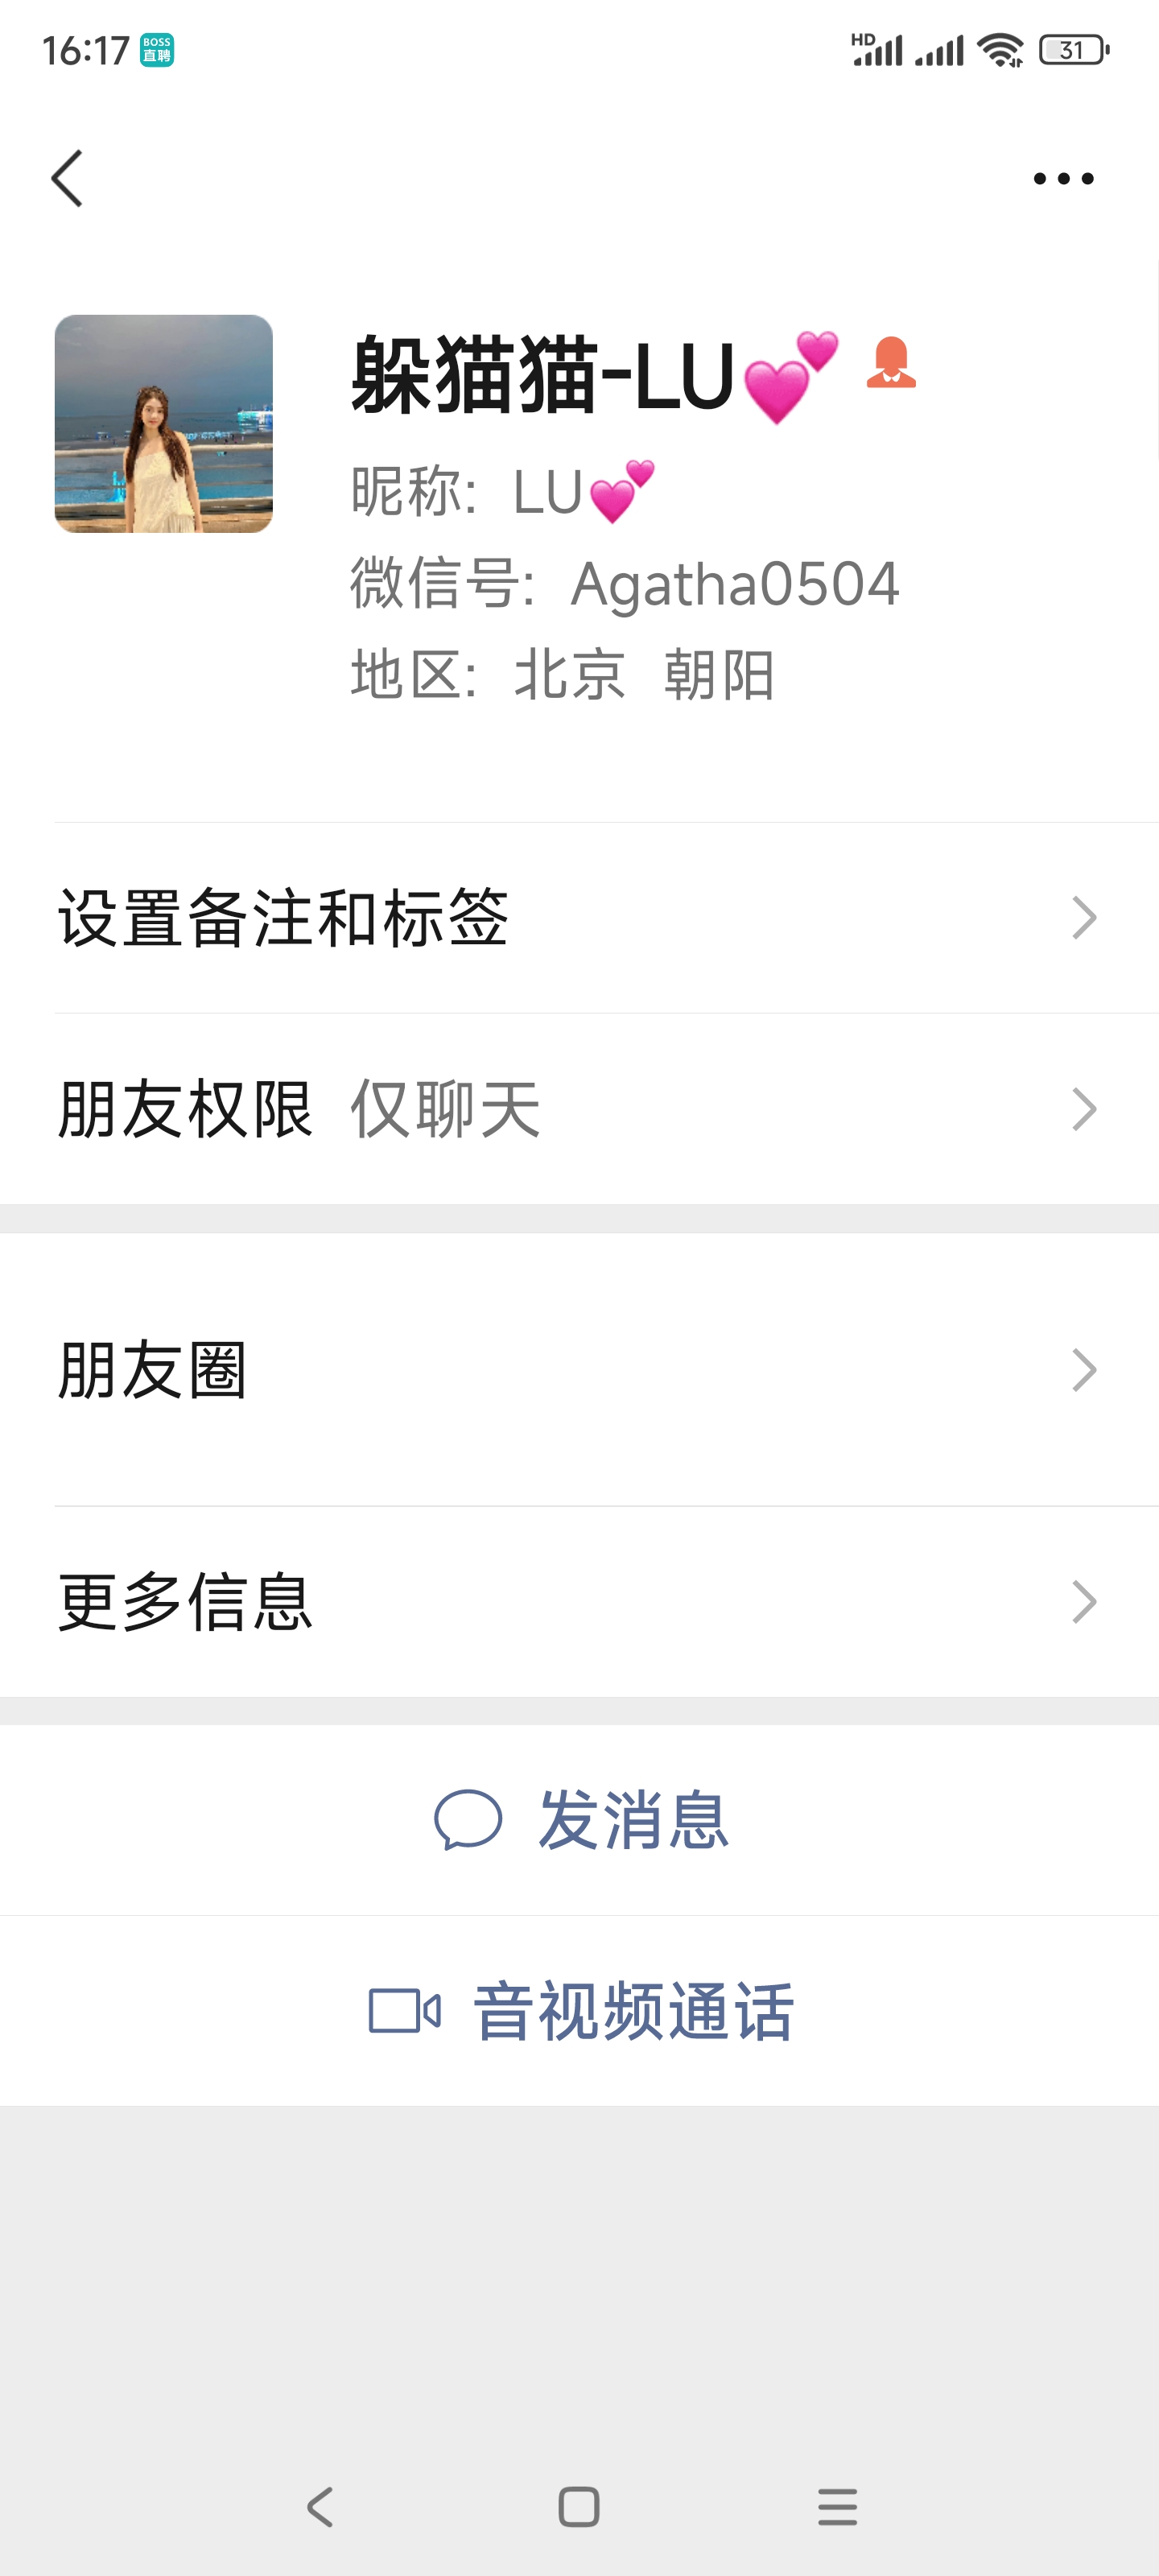 16:17 BOSS直聘 HD 31
躲猫猫-LU💕
昵称: LU💕
微信号: Agatha0504
地区: 北京 朝阳
设置备注和标签
朋友权限 仅聊天
朋友圈
更多信息
发消息
音视频通话